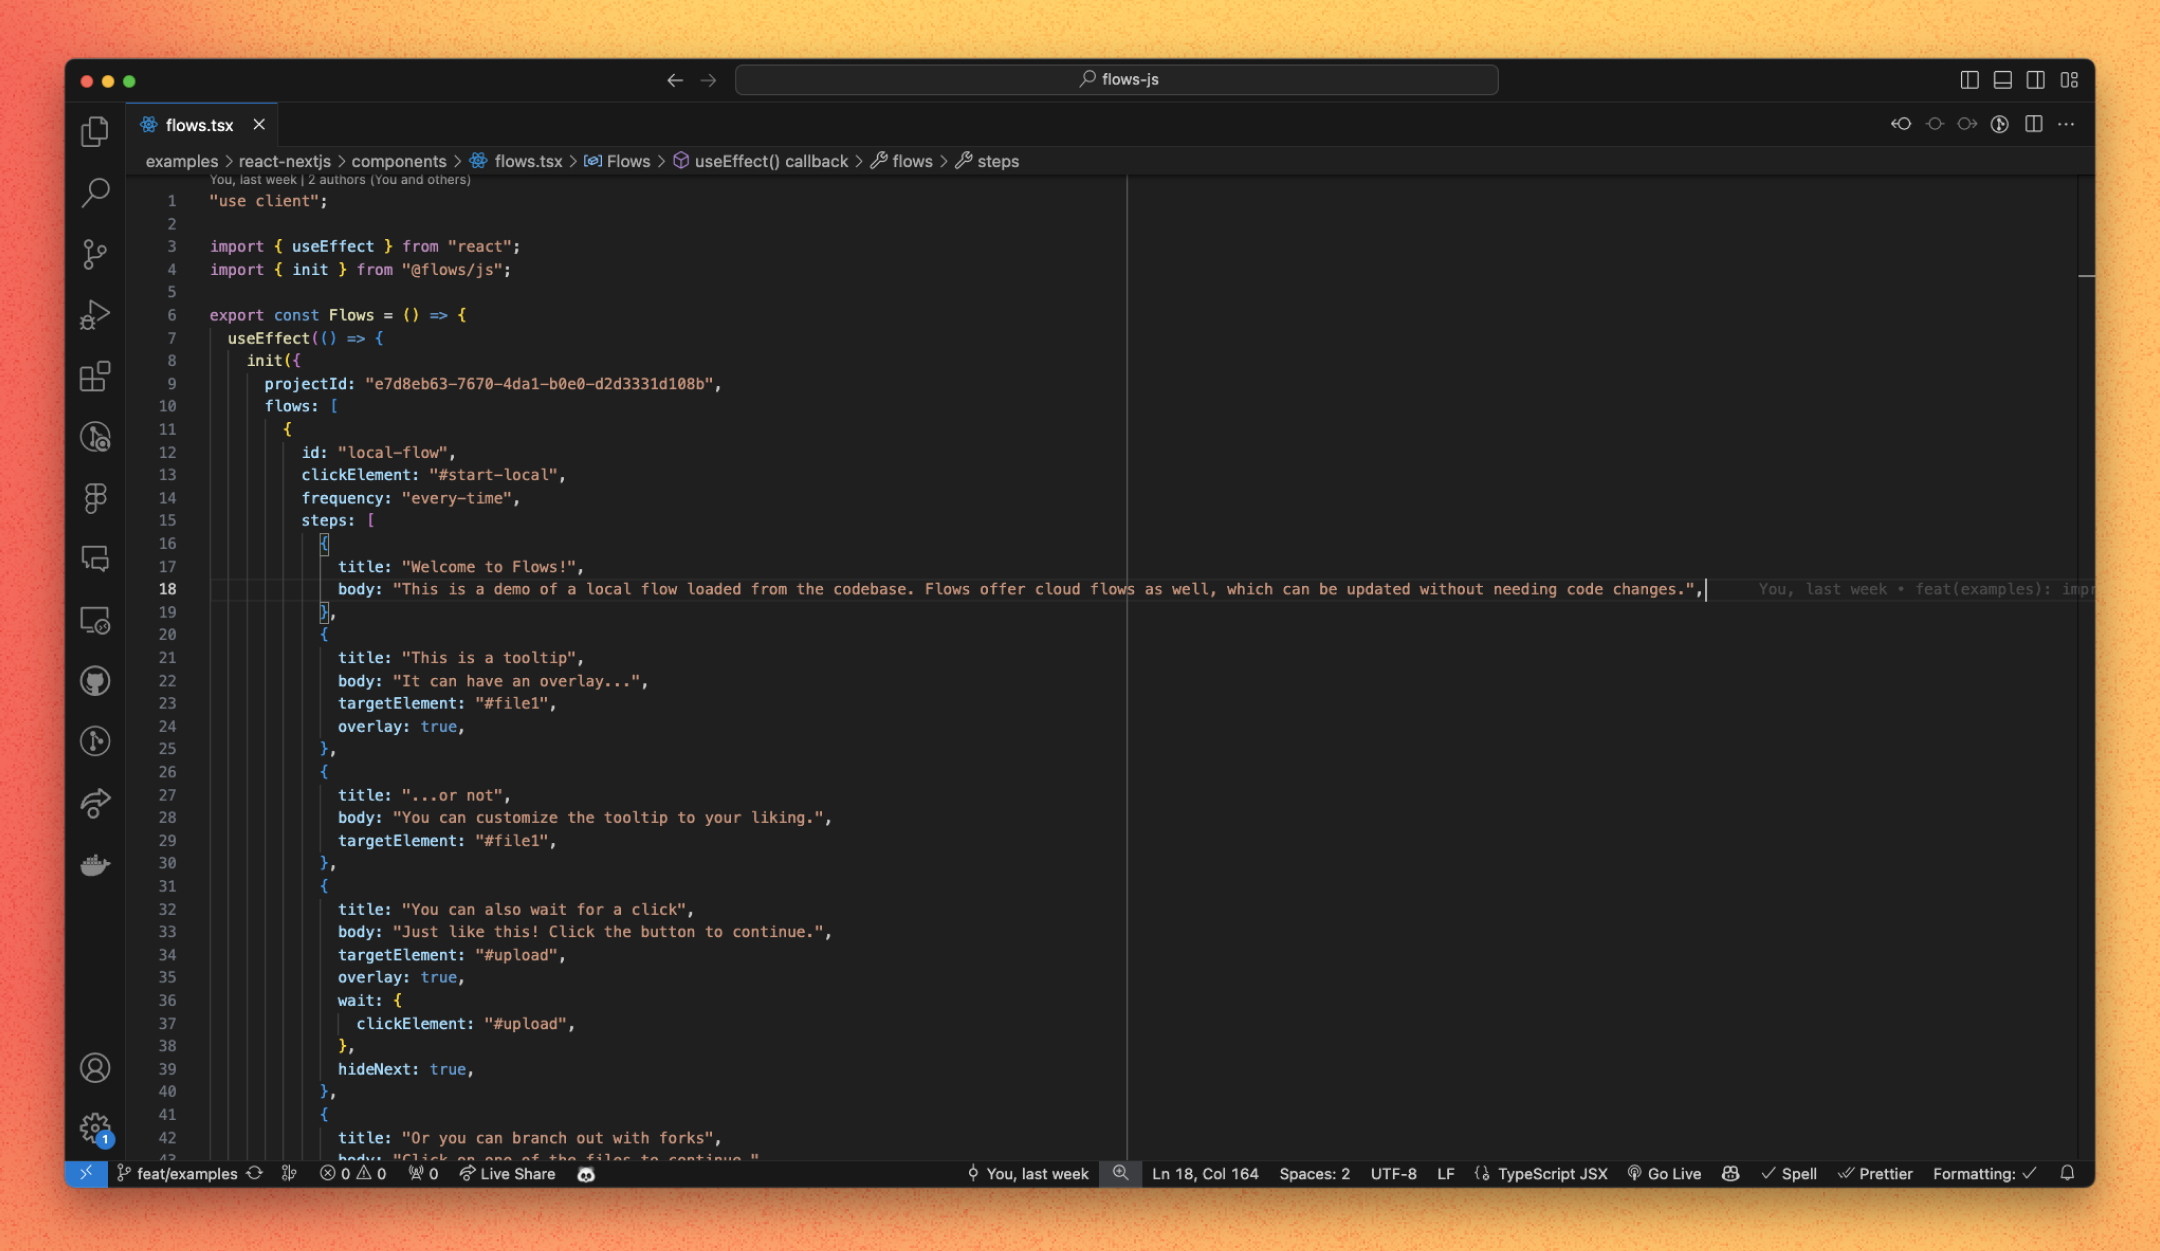 flows-js
flows.tsx
examples > react-nextjs > components > flows.tsx > Flows > useEffect() callback > flows > steps
You, last week | 2 authors (You and others)
1 "use client";
2
3 import { useEffect } from "react";
4 import { init } from "@flows/js";
5
6 export const Flows = () => {
7 useEffect(() => {
8 init({
9 projectId: "e7d8eb63-7670-4da1-b0e0-d2d3331d108b",
10 flows: [
11 {
12 id: "local-flow",
13 clickElement: "#start-local",
14 frequency: "every-time",
15 steps: [
16 {
17 title: "Welcome to Flows!",
18 body: "This is a demo of a local flow loaded from the codebase. Flows offer cloud flows as well, which can be updated without needing code changes.", You, last week • feat(examples): impr
19 },
20 {
21 title: "This is a tooltip",
22 body: "It can have an overlay...",
23 targetElement: "#file1",
24 overlay: true,
25 },
26 {
27 title: "...or not",
28 body: "You can customize the tooltip to your liking.",
29 targetElement: "#file1",
30 },
31 {
32 title: "You can also wait for a click",
33 body: "Just like this! Click the button to continue.",
34 targetElement: "#upload",
35 overlay: true,
36 wait: {
37 clickElement: "#upload",
38 },
39 hideNext: true,
40 },
41 {
42 title: "Or you can branch out with forks",
43 body: "Click on one of the files to continue."
1
feat/examples 0 0 0 Live Share You, last week Ln 18, Col 164 Spaces: 2 UTF-8 LF TypeScript JSX Go Live Spell Prettier Formatting: